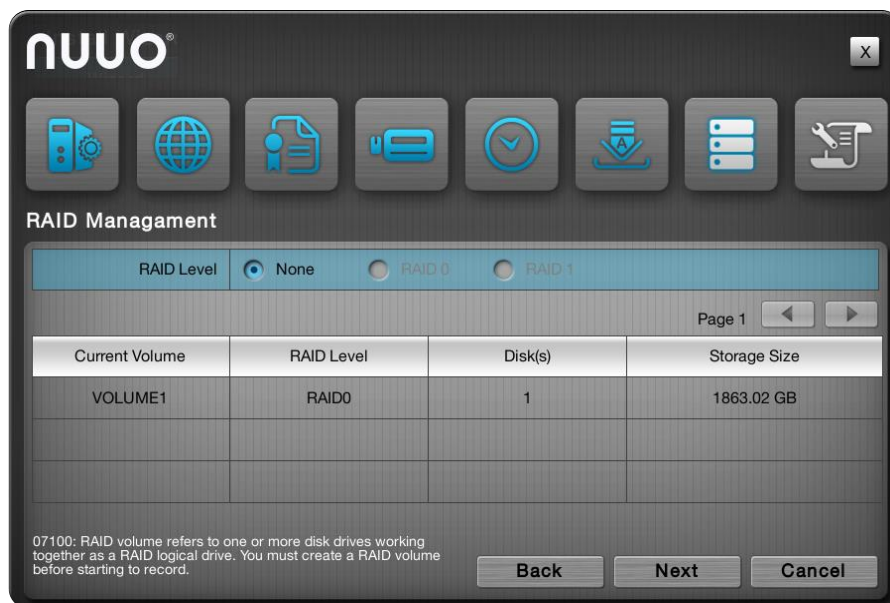 nuuo®
X
A
RAID Managament
RAID Level None RAID 0 RAID 1
Page 1
Current Volume RAID Level Disk(s) Storage Size
VOLUME1 RAID0 1 1863.02 GB
07100: RAID volume refers to one or more disk drives working
together as a RAID logical drive. You must create a RAID volume
before starting to record.
Back Next Cancel